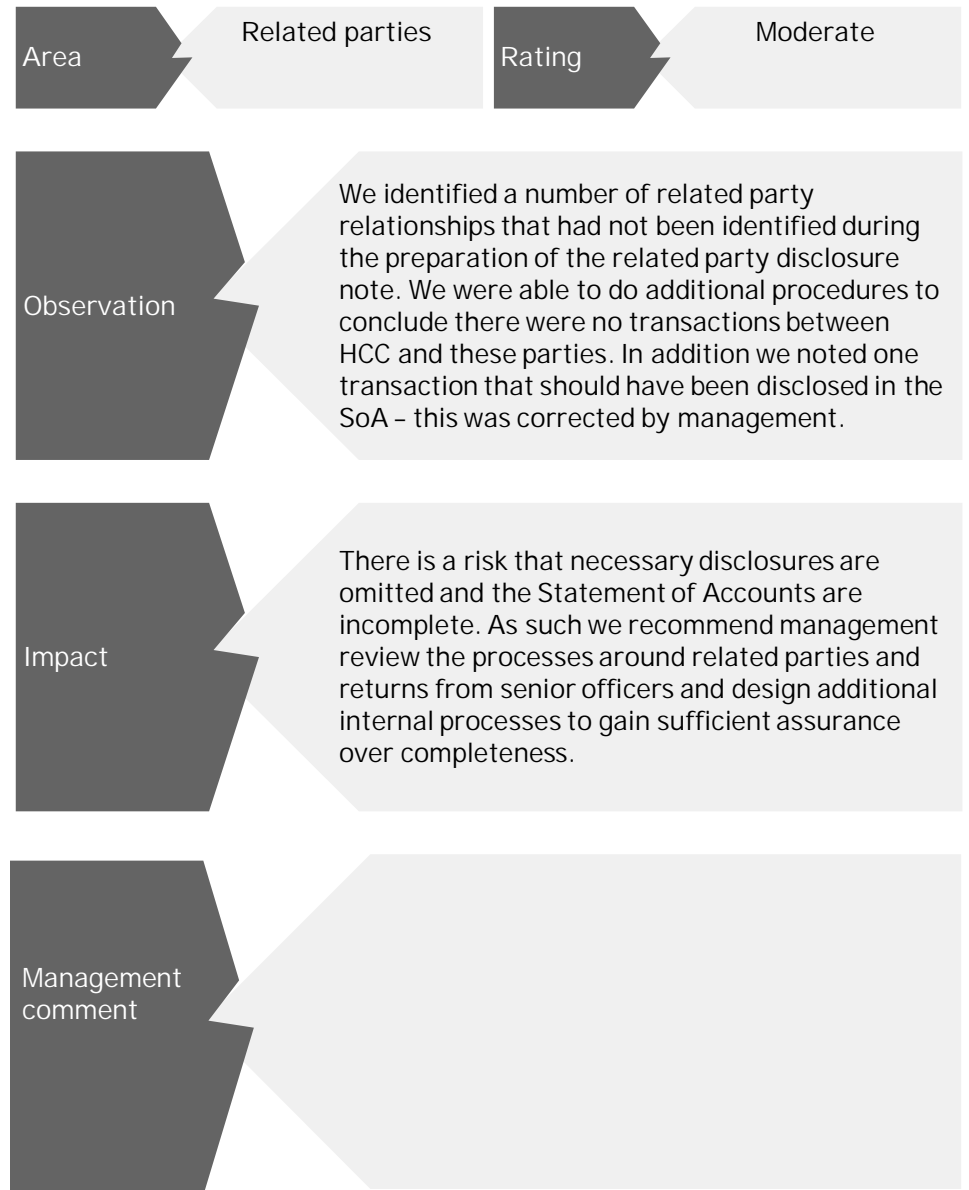 Area
Related parties
Rating
Moderate
Observation
We identified a number of related party
relationships that had not been identified during
the preparation of the related party disclosure
note. We were able to do additional procedures to
conclude there were no transactions between
HCC and these parties. In addition we noted one
transaction that should have been disclosed in the
SoA – this was corrected by management.
Impact
There is a risk that necessary disclosures are
omitted and the Statement of Accounts are
incomplete. As such we recommend management
review the processes around related parties and
returns from senior officers and design additional
internal processes to gain sufficient assurance
over completeness.
Management
comment